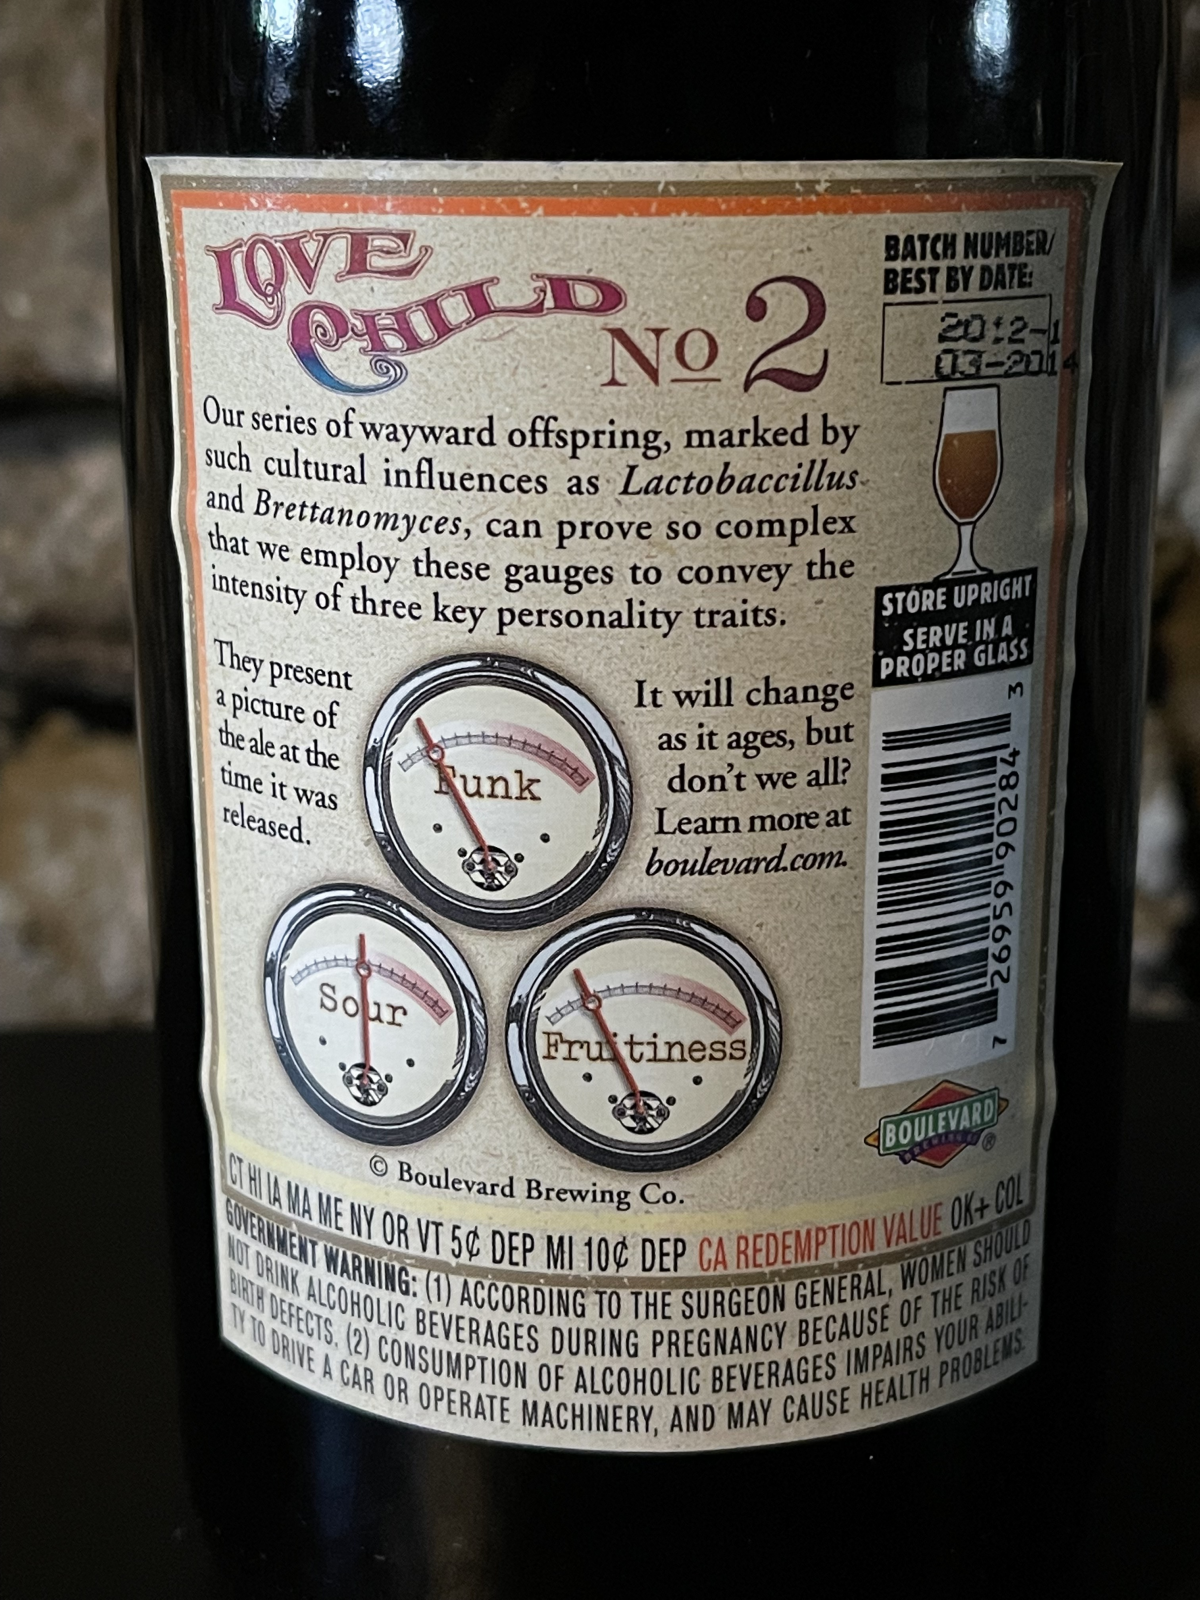 LOVE CHILD No 2
Our series of wayward offspring, marked by
such cultural influences as Lactobaccillus
and Brettanomyces, can prove so complex
that we employ these gauges to convey the
intensity of three key personality traits.
They present
a picture of
the ale at the
time it was
released.
Funk
It will change
as it ages, but
don't we all?
Learn more at
boulevard.com.
Sour
Fruitiness
© Boulevard Brewing Co.
BATCH NUMBER/
BEST BY DATE:
2012-1
03-2014
STORE UPRIGHT
SERVE IN A
PROPER GLASS
7 26959 90284 3
BOULEVARD
BREWING Co ®
CT HI IA MA ME NY OR VT 5¢ DEP MI 10¢ DEP CA REDEMPTION VALUE OK+ COL
GOVERNMENT WARNING: (1) ACCORDING TO THE SURGEON GENERAL, WOMEN SHOULD
NOT DRINK ALCOHOLIC BEVERAGES DURING PREGNANCY BECAUSE OF THE RISK OF
BIRTH DEFECTS. (2) CONSUMPTION OF ALCOHOLIC BEVERAGES IMPAIRS YOUR ABILI-
TY TO DRIVE A CAR OR OPERATE MACHINERY, AND MAY CAUSE HEALTH PROBLEMS.